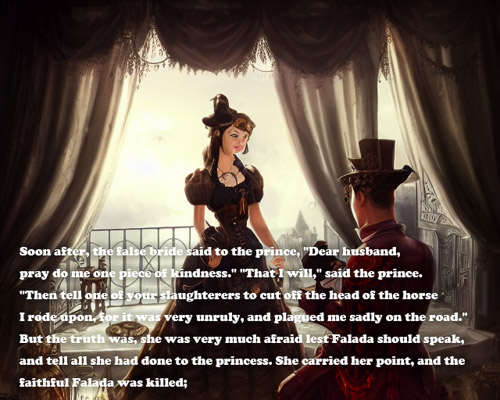 Soon after, the false bride said to the prince, "Dear husband,
pray do me one piece of kindness." "That I will," said the prince.
"Then tell one of your slaughterers to cut off the head of the horse
I rode upon, for it was very unruly, and plagued me sadly on the road."
But the truth was, she was very much afraid lest Falada should speak,
and tell all she had done to the princess. She carried her point, and the
faithful Falada was killed;